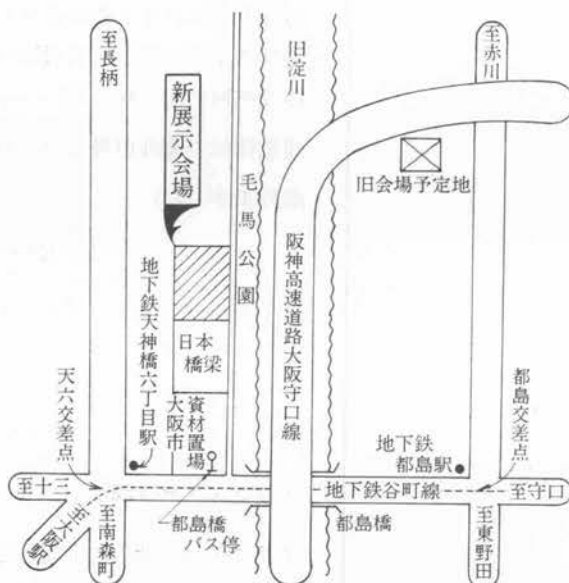 至長柄
新展示会場
旧淀川
至赤川
旧会場予定地
毛馬公園
阪神高速道路大阪守口線
地下鉄天神橋六丁目駅
日本
橋梁
天六交差点
大阪市
資材置場
地下鉄
都島駅
都島交差点
至十三
地下鉄谷町線
至守口
至大阪駅
至南森町
都島橋
バス停
都島橋
至東野田